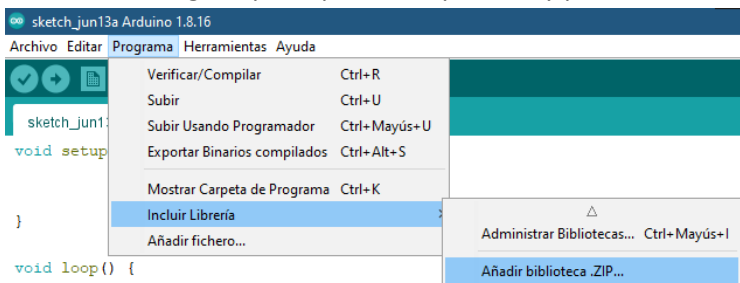 sketch_jun13a Arduino 1.8.16
Archivo Editar Programa Herramientas Ayuda
Verificar/Compilar Ctrl+R
Subir Ctrl+U
sketch_jun1
Subir Usando Programador Ctrl+Mayús+U
void setup
Exportar Binarios compilados Ctrl+Alt+S
Mostrar Carpeta de Programa Ctrl+K
}
Incluir Librería
Administrar Bibliotecas... Ctrl+Mayús+I
Añadir fichero...
void loop() {
Añadir biblioteca .ZIP...